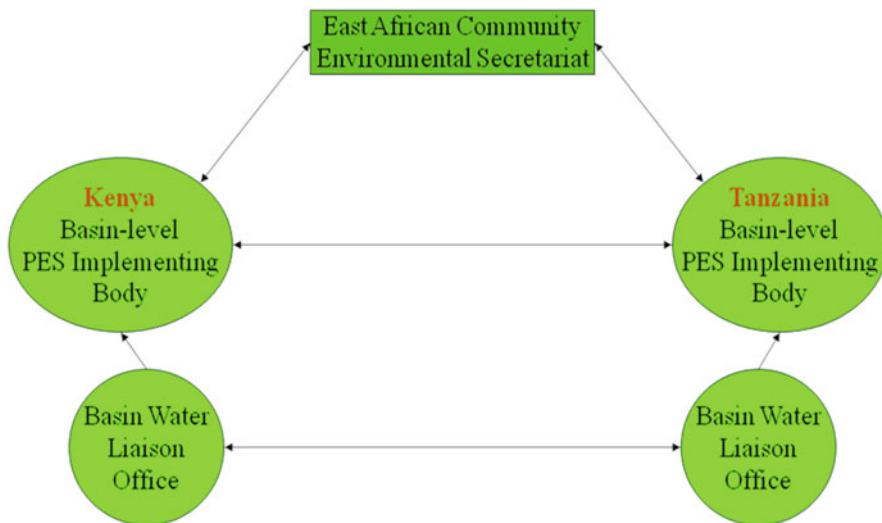 East African Community
Environmental Secretariat
Kenya
Basin-level
PES Implementing
Body
Tanzania
Basin-level
PES Implementing
Body
Basin Water
Liaison
Office
Basin Water
Liaison
Office